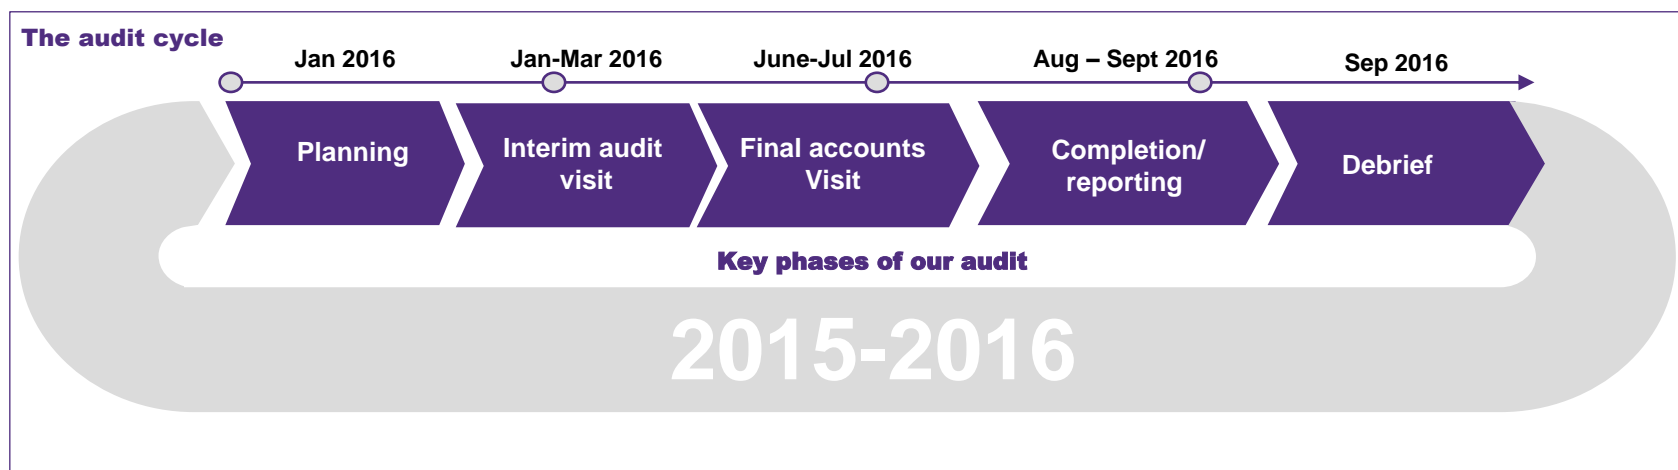 The audit cycle
Jan 2016
Jan-Mar 2016
June-Jul 2016
Aug – Sept 2016
Sep 2016
Planning
Interim audit
visit
Final accounts
Visit
Completion/
reporting
Debrief
Key phases of our audit
2015-2016